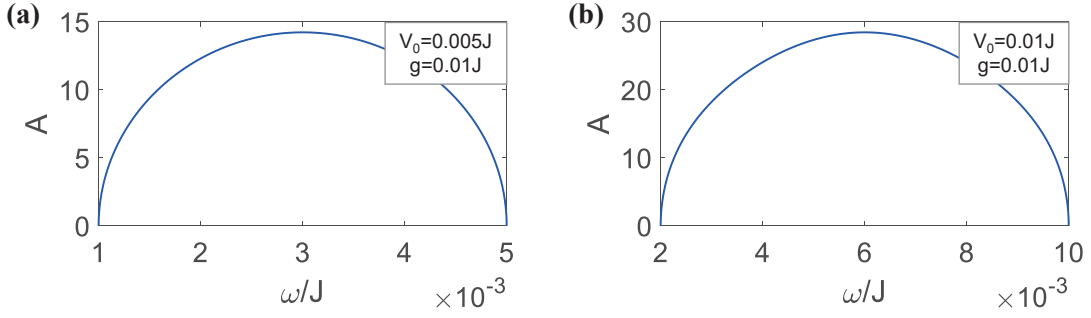 (a)
15
10
5
0
A
V₀=0.005J
g=0.01J
1 2 3 4 5
ω/J
×10⁻³
(b)
30
20
10
0
A
V₀=0.01J
g=0.01J
2 4 6 8 10
ω/J
×10⁻³